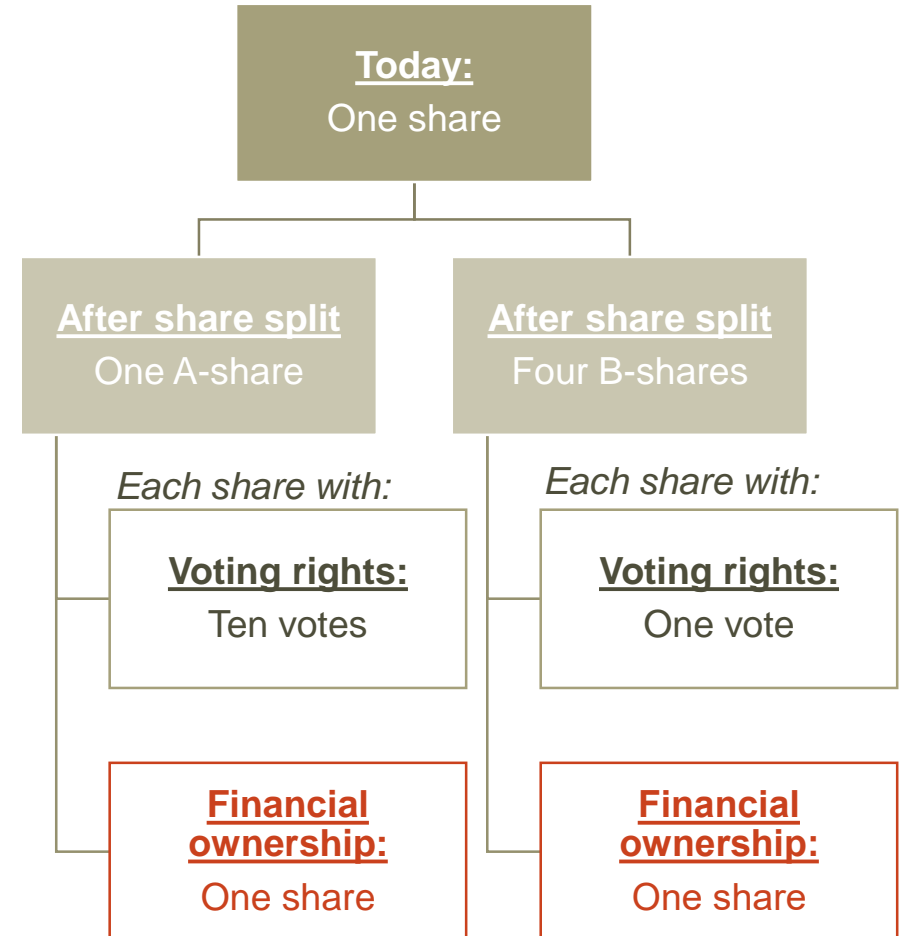 Today:
One share
After share split
One A-share
After share split
Four B-shares
Each share with:
Voting rights:
Ten votes
Financial
ownership:
One share
Each share with:
Voting rights:
One vote
Financial
ownership:
One share